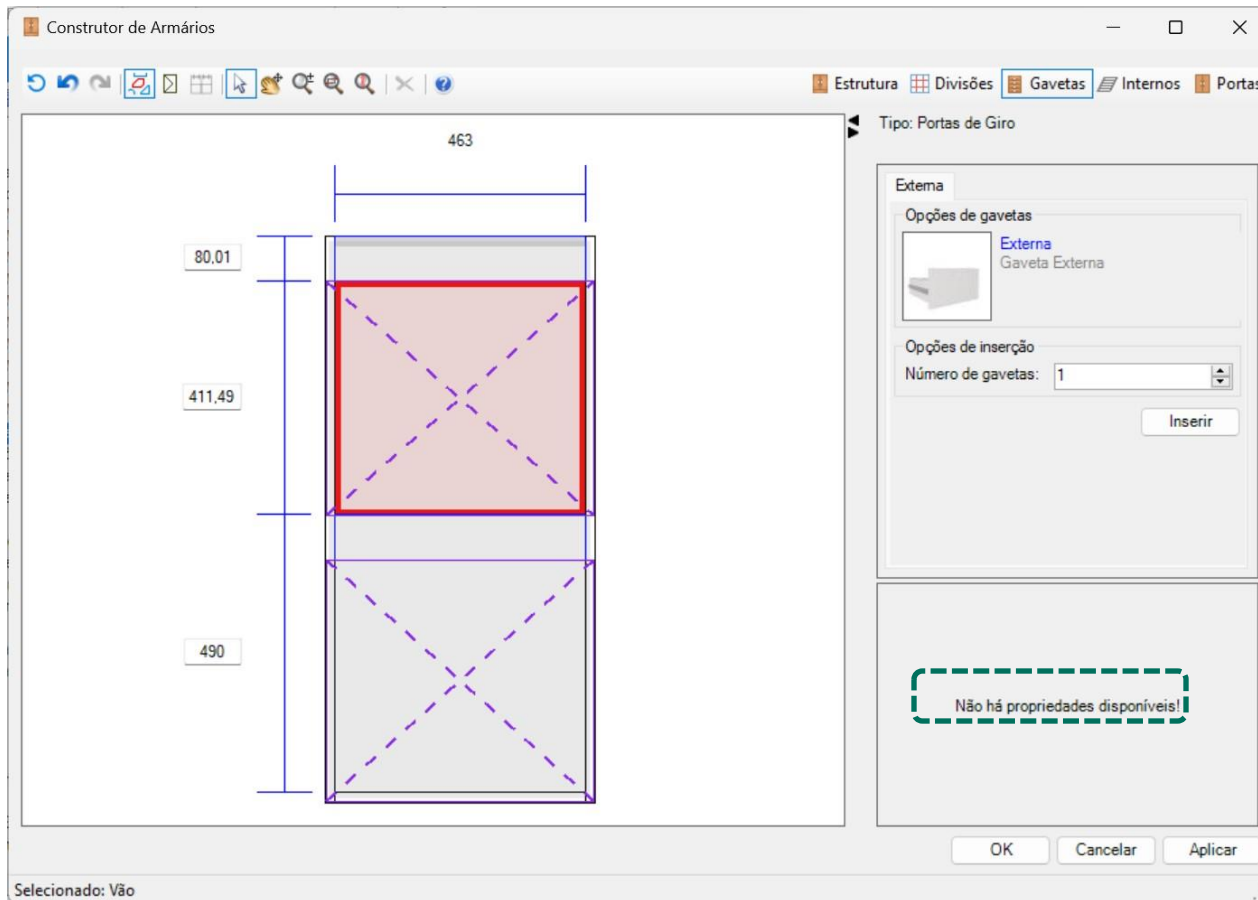 Construtor de Armários
Estrutura Divisões Gavetas Internos Portas
Tipo: Portas de Giro
463
80,01
411,49
490
Externa
Opções de gavetas
Externa
Gaveta Externa
Opções de inserção
Número de gavetas: 1
Inserir
Não há propriedades disponíveis!
OK Cancelar Aplicar
Selecionado: Vão